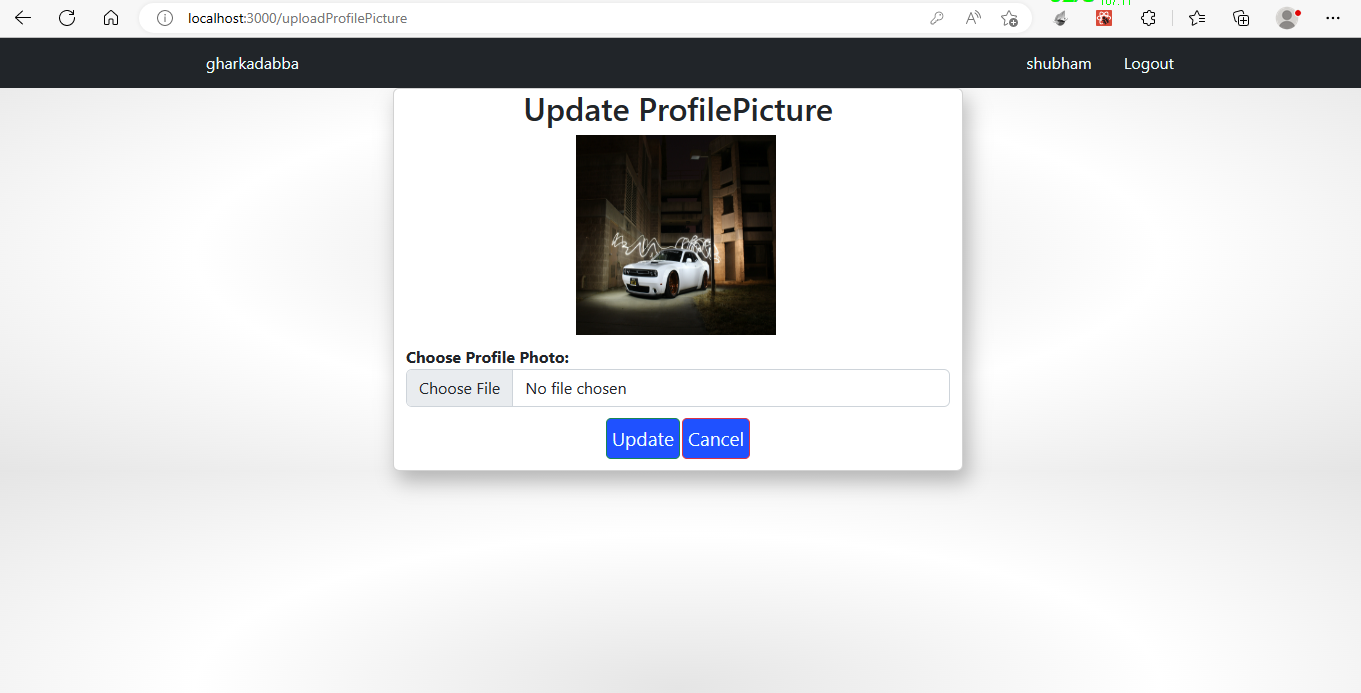 localhost:3000/uploadProfilePicture
gharkadabba shubham Logout
Update ProfilePicture
Choose Profile Photo:
Choose File No file chosen
Update Cancel